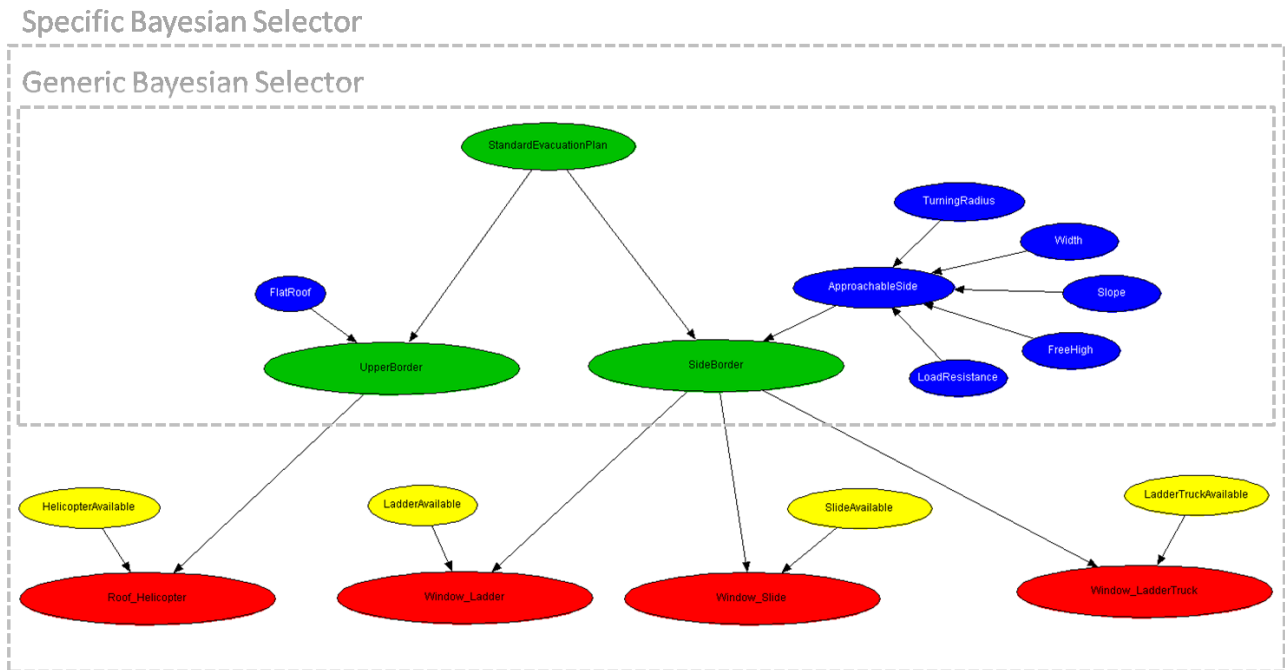 Specific Bayesian Selector
Generic Bayesian Selector
StandardEvacuationPlan
TurningRadius
Width
ApproachableSide
FlatRoof
Slope
FreeHigh
UpperBorder
SideBorder
LoadResistance
HelicopterAvailable
LadderAvailable
SlideAvailable
LadderTruckAvailable
Roof_Helicopter
Window_Ladder
Window_Slide
Window_LadderTruck